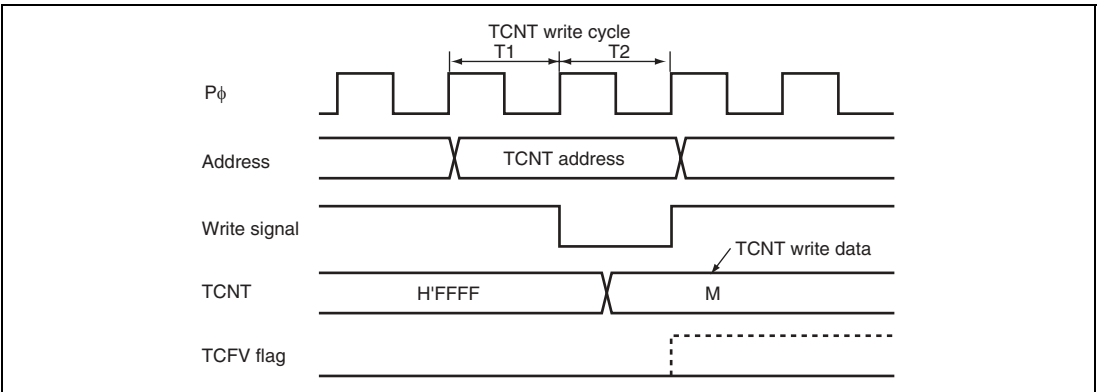 TCNT write cycle
T1 T2
Pϕ
Address TCNT address
Write signal
TCNT write data
TCNT H'FFFF M
TCFV flag